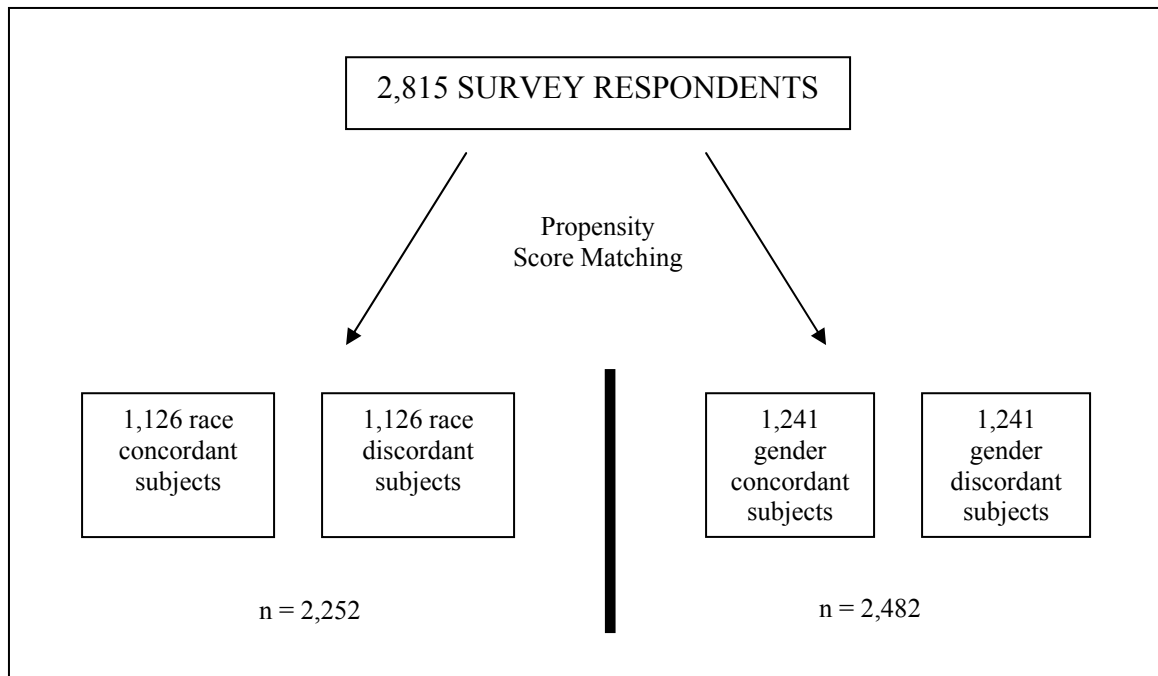 2,815 SURVEY RESPONDENTS
Propensity
Score Matching
1,126 race
concordant
subjects
1,126 race
discordant
subjects
1,241
gender
concordant
subjects
1,241
gender
discordant
subjects
n = 2,252
n = 2,482